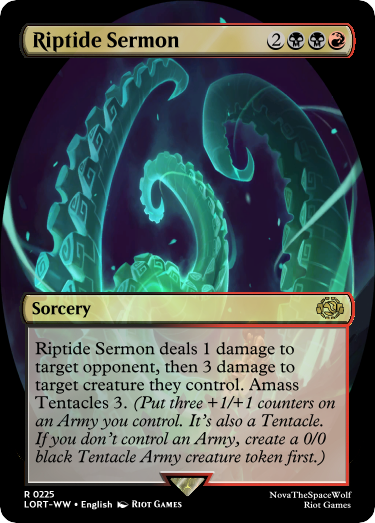 Riptide Sermon 2
Sorcery
Riptide Sermon deals 1 damage to
target opponent, then 3 damage to
target creature they control. Amass
Tentacles 3. (Put three +1/+1 counters on
an Army you control. It's also a Tentacle.
If you don't control an Army, create a 0/0
black Tentacle Army creature token first.)
R 0225
LORT-WW • English RIOT GAMES
NovaTheSpaceWolf
Riot Games